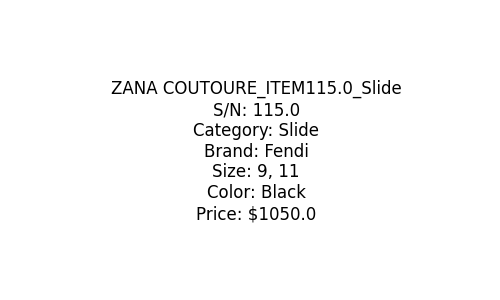 ZANA COUTOURE_ITEM115.0_Slide
S/N: 115.0
Category: Slide
Brand: Fendi
Size: 9, 11
Color: Black
Price: $1050.0